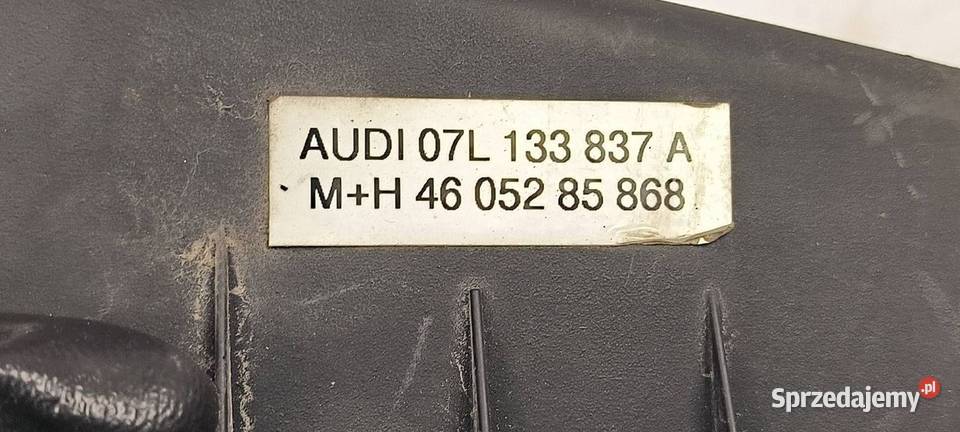 AUDI 07L 133 837 A
M+H 46 052 85 868
Sprzedajemy.pl